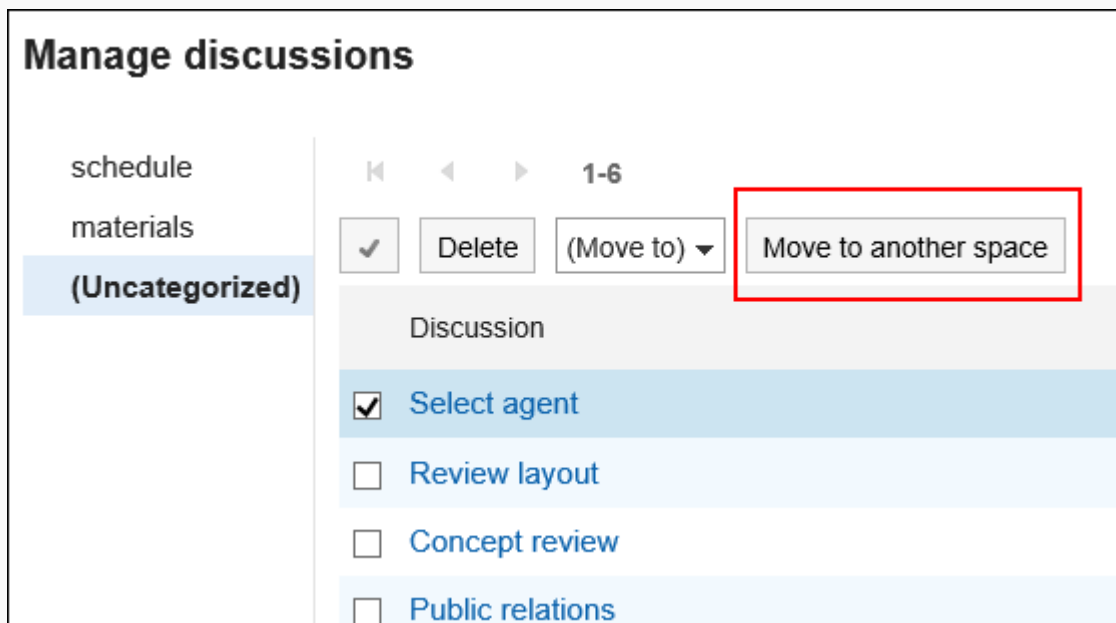 Manage discussions
schedule
materials
(Uncategorized)
1-6
Delete
(Move to)
Move to another space
Discussion
Select agent
Review layout
Concept review
Public relations